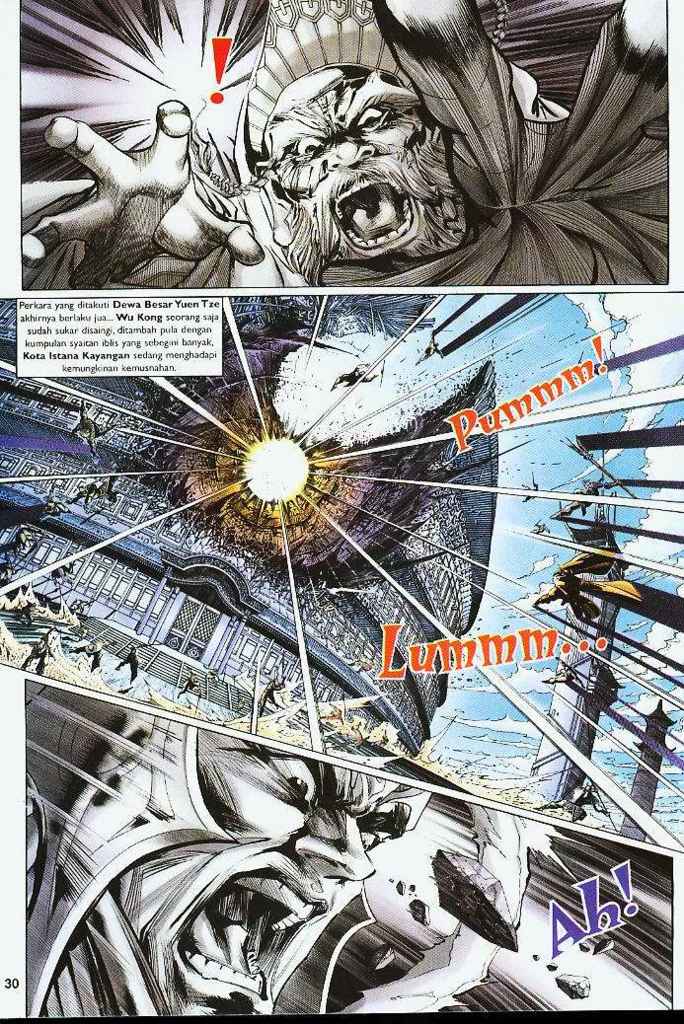 !
Perkara yang ditakuti Dewa Besar Yuen Tze
akhirnya berlaku jua... Wu Kong seorang saja
sudah sukar disaingi, ditambah pula dengan
kumpulan syaitan iblis yang sebegini banyak,
Kota Istana Kayangan sedang menghadapi
kemungkinan kemusnahan.
Pummm!
Lummm...
Ah!
30